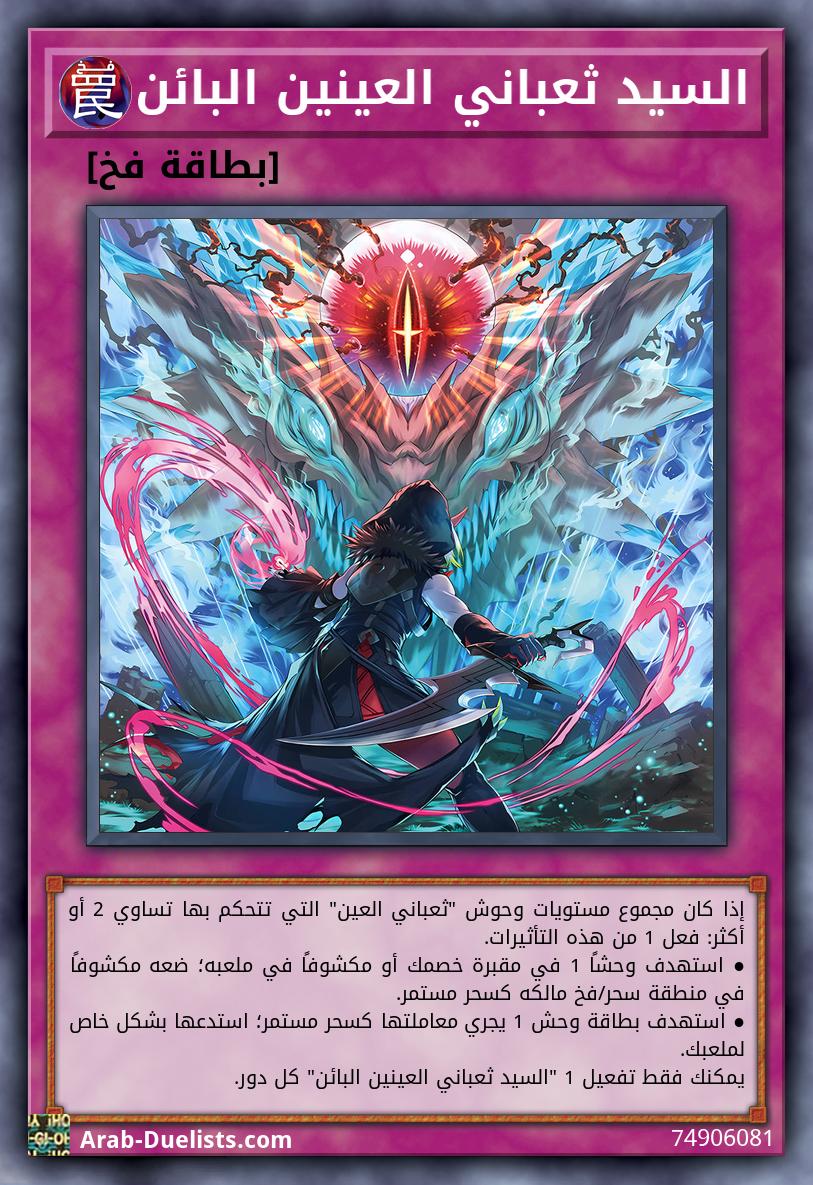 السيد ثعباني العينين البائن
فخ
罠
[بطاقة فخ]
إذا كان مجموع مستويات وحوش "ثعباني العين" التي تتحكم بها تساوي 2 أو
أكثر: فعل 1 من هذه التأثيرات.
● استهدف وحشاً 1 في مقبرة خصمك أو مكشوفاً في ملعبه؛ ضعه مكشوفاً
في منطقة سحر/فخ مالكه كسحر مستمر.
● استهدف بطاقة وحش 1 يجري معاملتها كسحر مستمر؛ استدعها بشكل خاص
لملعبك.
يمكنك فقط تفعيل 1 "السيد ثعباني العينين البائن" كل دور.
Arab-Duelists.com
74906081